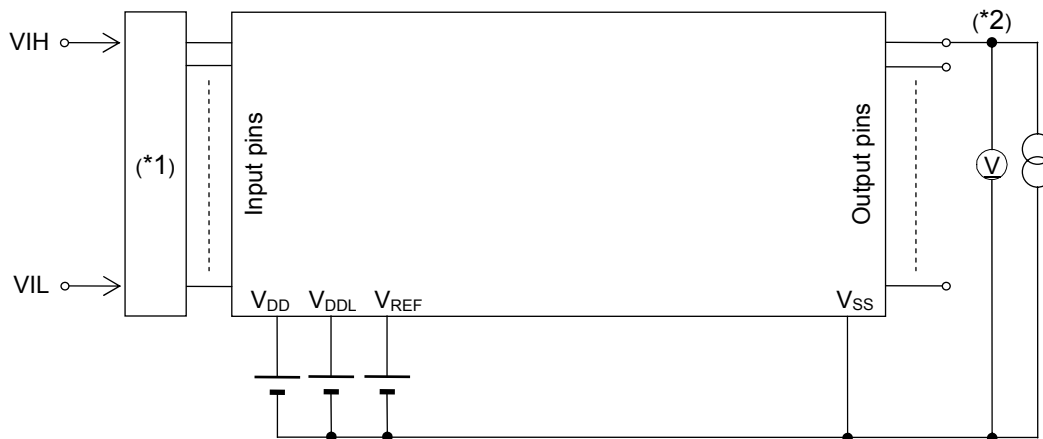 VIH
(*1)
VIL
Input pins
Output pins
(*2)
V
VDD
VDDL
VREF
VSS